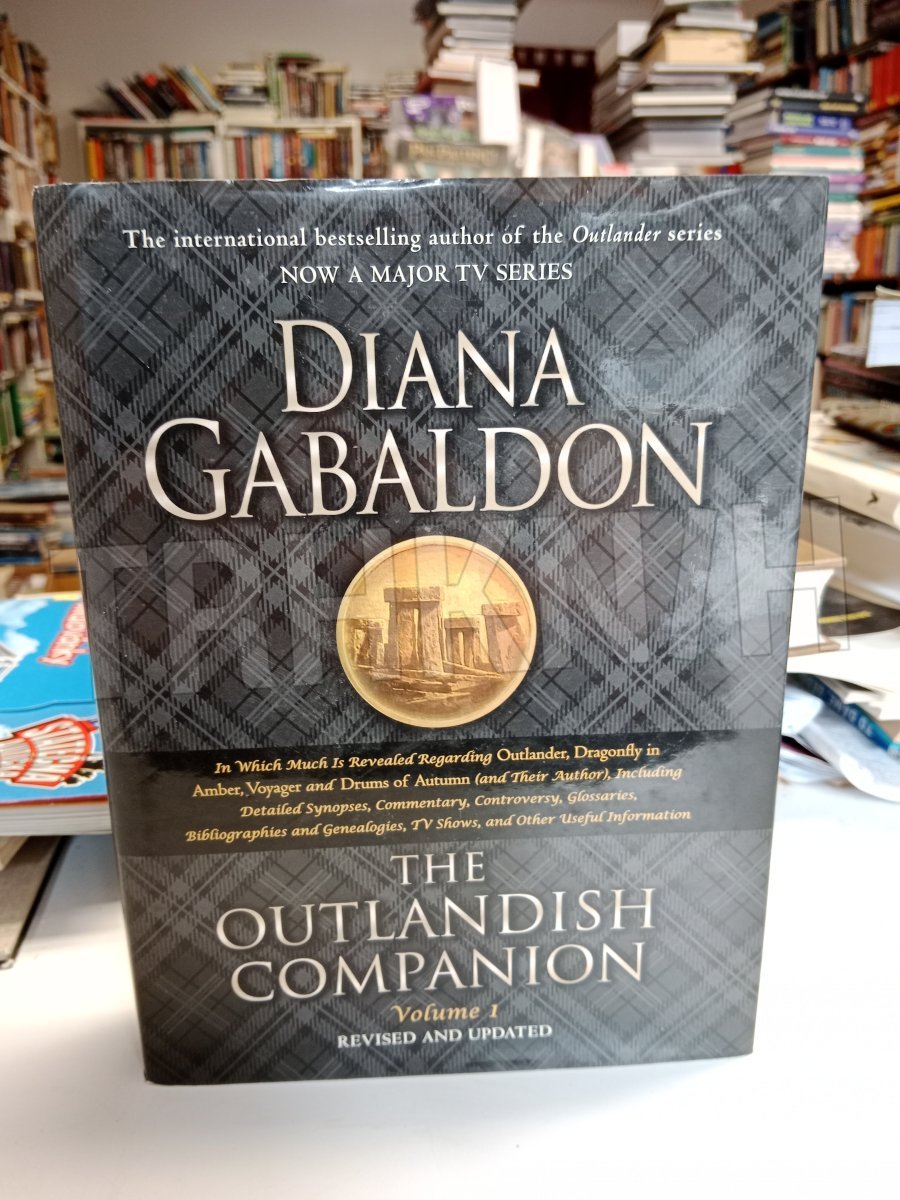 The international bestselling author of the Outlander series
NOW A MAJOR TV SERIES
DIANA
GABALDON
In Which Much Is Revealed Regarding Outlander, Dragonfly in
Amber, Voyager and Drums of Autumn (and Their Author), Including
Detailed Synopses, Commentary, Controversy, Glossaries,
Bibliographies and Genealogies, TV Shows, and Other Useful Information
THE
OUTLANDISH
COMPANION
Volume 1
REVISED AND UPDATED